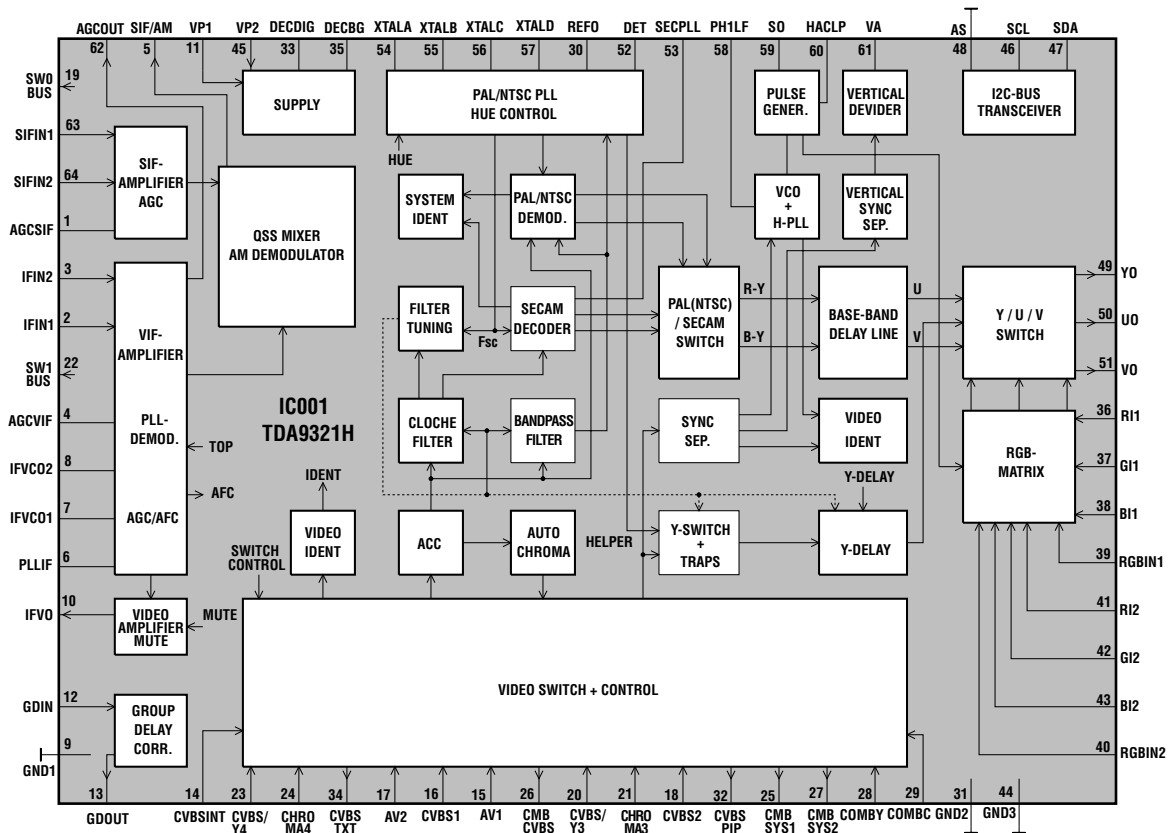 AGCOUT SIF/AM VP1 VP2 DECDIG DECBG XTALA XTALB XTALC XTALD REFO DET SECPLL PH1LF SO HACLP VA AS SCL SDA
62 5 11 45 33 35 54 55 56 57 30 52 53 58 59 60 61 48 46 47
SW0
BUS
19
SIFIN1
63
SIFIN2
64
AGCSIF
1
IFIN2
3
IFIN1
2
SW1
BUS
22
AGCVIF
4
IFVCO2
8
IFVCO1
7
PLLIF
6
IFVO
10
GDIN
12
GND1
9
SUPPLY
PAL/NTSC PLL
HUE CONTROL
HUE
PULSE
GENER.
VERTICAL
DEVIDER
I2C-BUS
TRANSCEIVER
SIF-
AMPLIFIER
AGC
QSS MIXER
AM DEMODULATOR
SYSTEM
IDENT
PAL/NTSC
DEMOD.
VCO
+
H-PLL
VERTICAL
SYNC
SEP.
VIF-
AMPLIFIER
PLL-
DEMOD.
AGC/AFC
TOP
AFC
FILTER
TUNING
Fsc
SECAM
DECODER
PAL(NTSC)
/ SECAM
SWITCH
R-Y
B-Y
BASE-BAND
DELAY LINE
U
V
Y / U / V
SWITCH
49
YO
50
UO
51
VO
IC001
TDA9321H
CLOCHE
FILTER
BANDPASS
FILTER
SYNC
SEP.
VIDEO
IDENT
RGB-
MATRIX
36
RI1
37
GI1
38
BI1
39
RGBIN1
41
RI2
42
GI2
43
BI2
40
RGBIN2
IDENT
VIDEO
IDENT
SWITCH
CONTROL
ACC
AUTO
CHROMA
HELPER
Y-SWITCH
+
TRAPS
Y-DELAY
Y-DELAY
VIDEO
AMPLIFIER
MUTE
MUTE
VIDEO SWITCH + CONTROL
GROUP
DELAY
CORR.
13 14 23 24 34 17 16 15 26 20 21 18 32 25 27 28 29 31 44
GDOUT
CVBSINT
CVBS/
Y4
CHRO
MA4
CVBS
TXT
AV2
CVBS1
AV1
CMB
CVBS
CVBS/
Y3
CHRO
MA3
CVBS2
CVBS
PIP
CMB
SYS1
CMB
SYS2
COMBY
COMBC
GND2
GND3